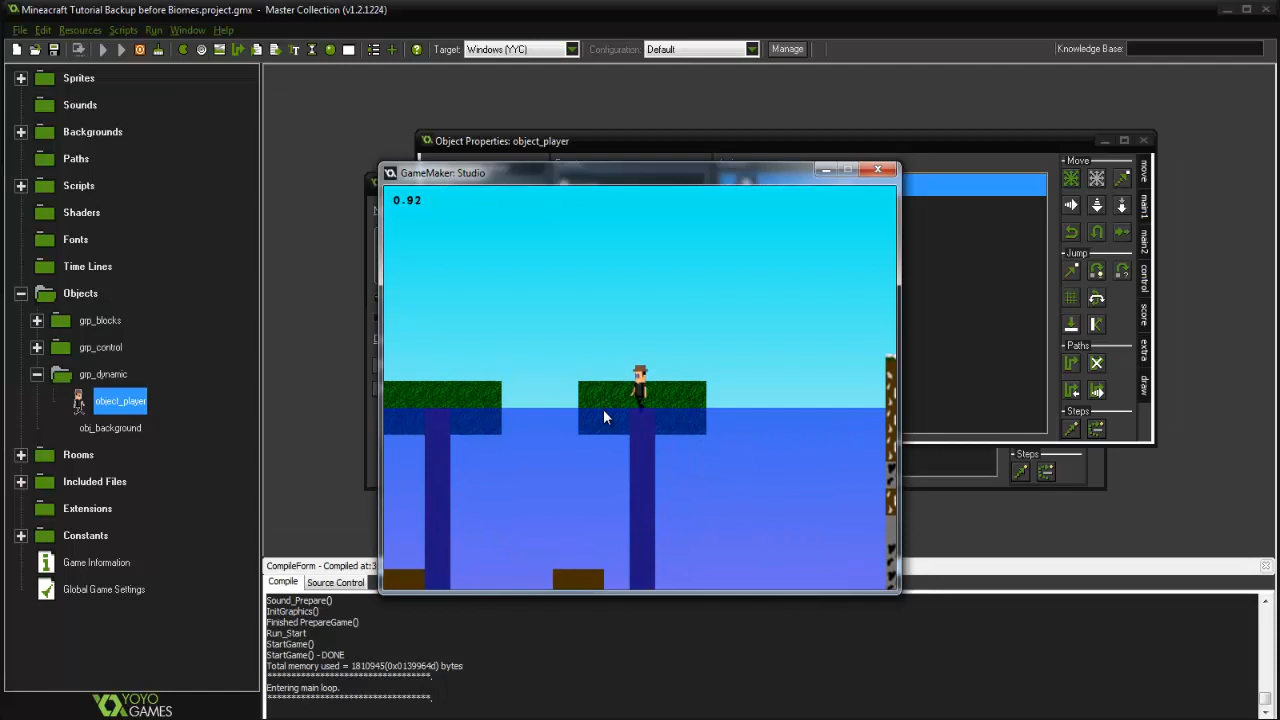 Mineacraft Tutorial Backup before Biomes.project.gmx - Master Collection (v1.2.1224)
File Edit Resources Scripts Run Window Help
Target: Windows (YYC) Configuration: Default Manage Knowledge Base:
Sprites
Sounds
Backgrounds
Paths
Scripts
Shaders
Fonts
Time Lines
Objects
grp_blocks
grp_control
grp_dynamic
object_player
obj_background
Rooms
Included Files
Extensions
Constants
Game Information
Global Game Settings
YOYO
GAMES
Object Properties: object_player
GameMaker: Studio
0.92
Move
Jump
Paths
Steps
move
main1
main2
control
score
extra
draw
Steps
CompileForm - Compiled at:3
Compile Source Control
Sound_Prepare()
InitGraphics()
Finished PrepareGame()
Run_Start
StartGame()
StartGame() - DONE
Total memory used = 1810945(0x0139964d) bytes
Entering main loop.